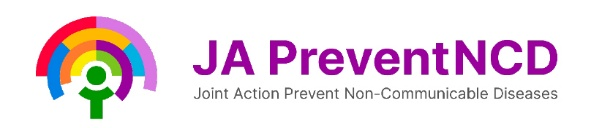 JA PreventNCD
Joint Action Prevent Non-Communicable Diseases